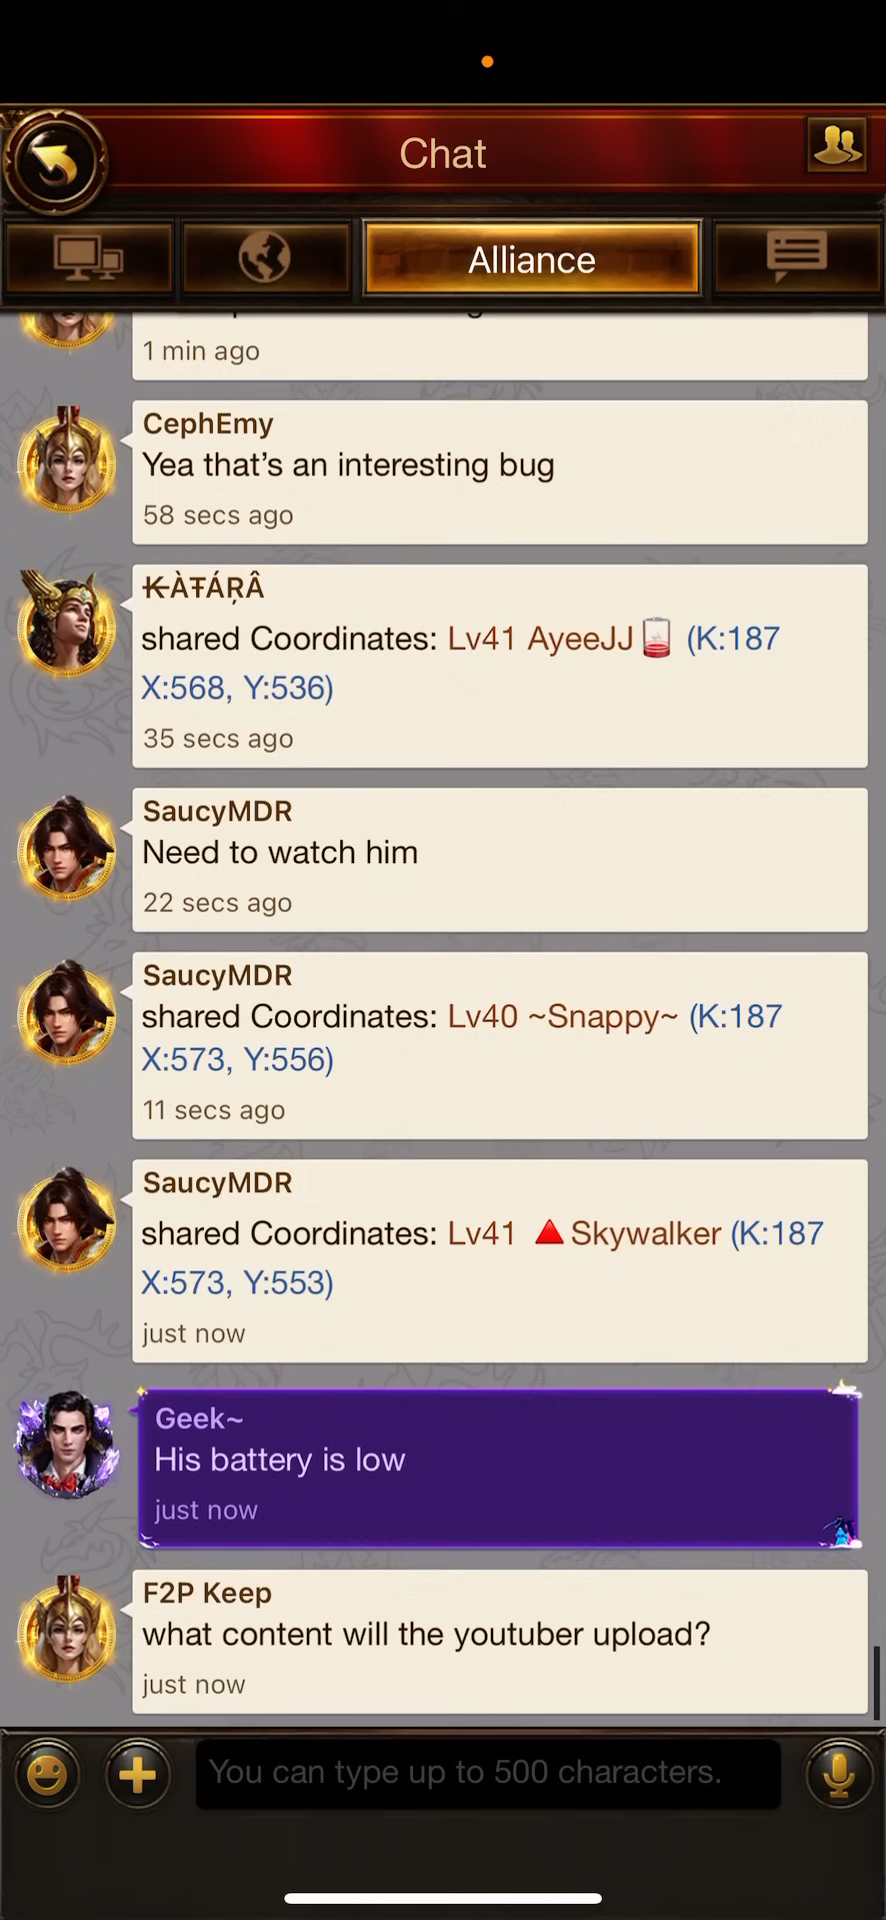 Chat
Alliance
1 min ago
CephEmy
Yea that’s an interesting bug
58 secs ago
ꝀÀŦÁŖÂ
shared Coordinates: Lv41 AyeeJJ🪫 (K:187
X:568, Y:536)
35 secs ago
SaucyMDR
Need to watch him
22 secs ago
SaucyMDR
shared Coordinates: Lv40 ~Snappy~ (K:187
X:573, Y:556)
11 secs ago
SaucyMDR
shared Coordinates: Lv41 🔺Skywalker (K:187
X:573, Y:553)
just now
Geek~
His battery is low
just now
F2P Keep
what content will the youtuber upload?
just now
You can type up to 500 characters.